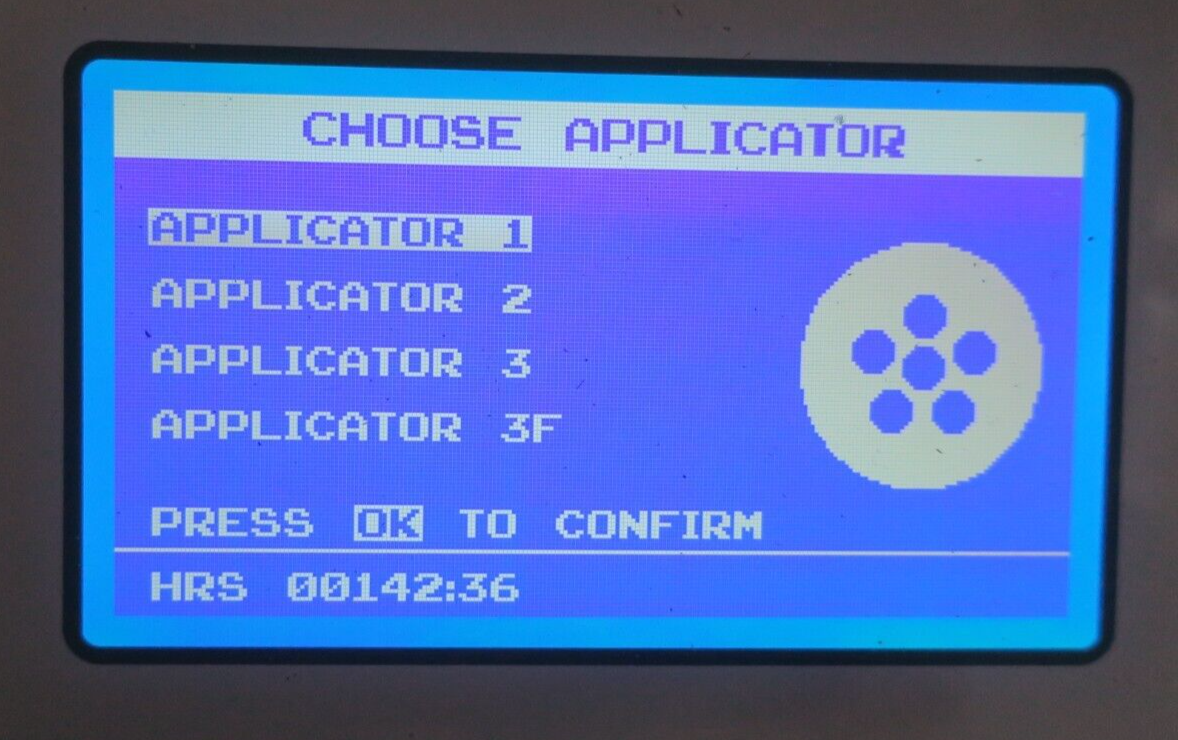 CHOOSE APPLICATOR
APPLICATOR 1
APPLICATOR 2
APPLICATOR 3
APPLICATOR 3F
PRESS OK TO CONFIRM
HRS 00142:36